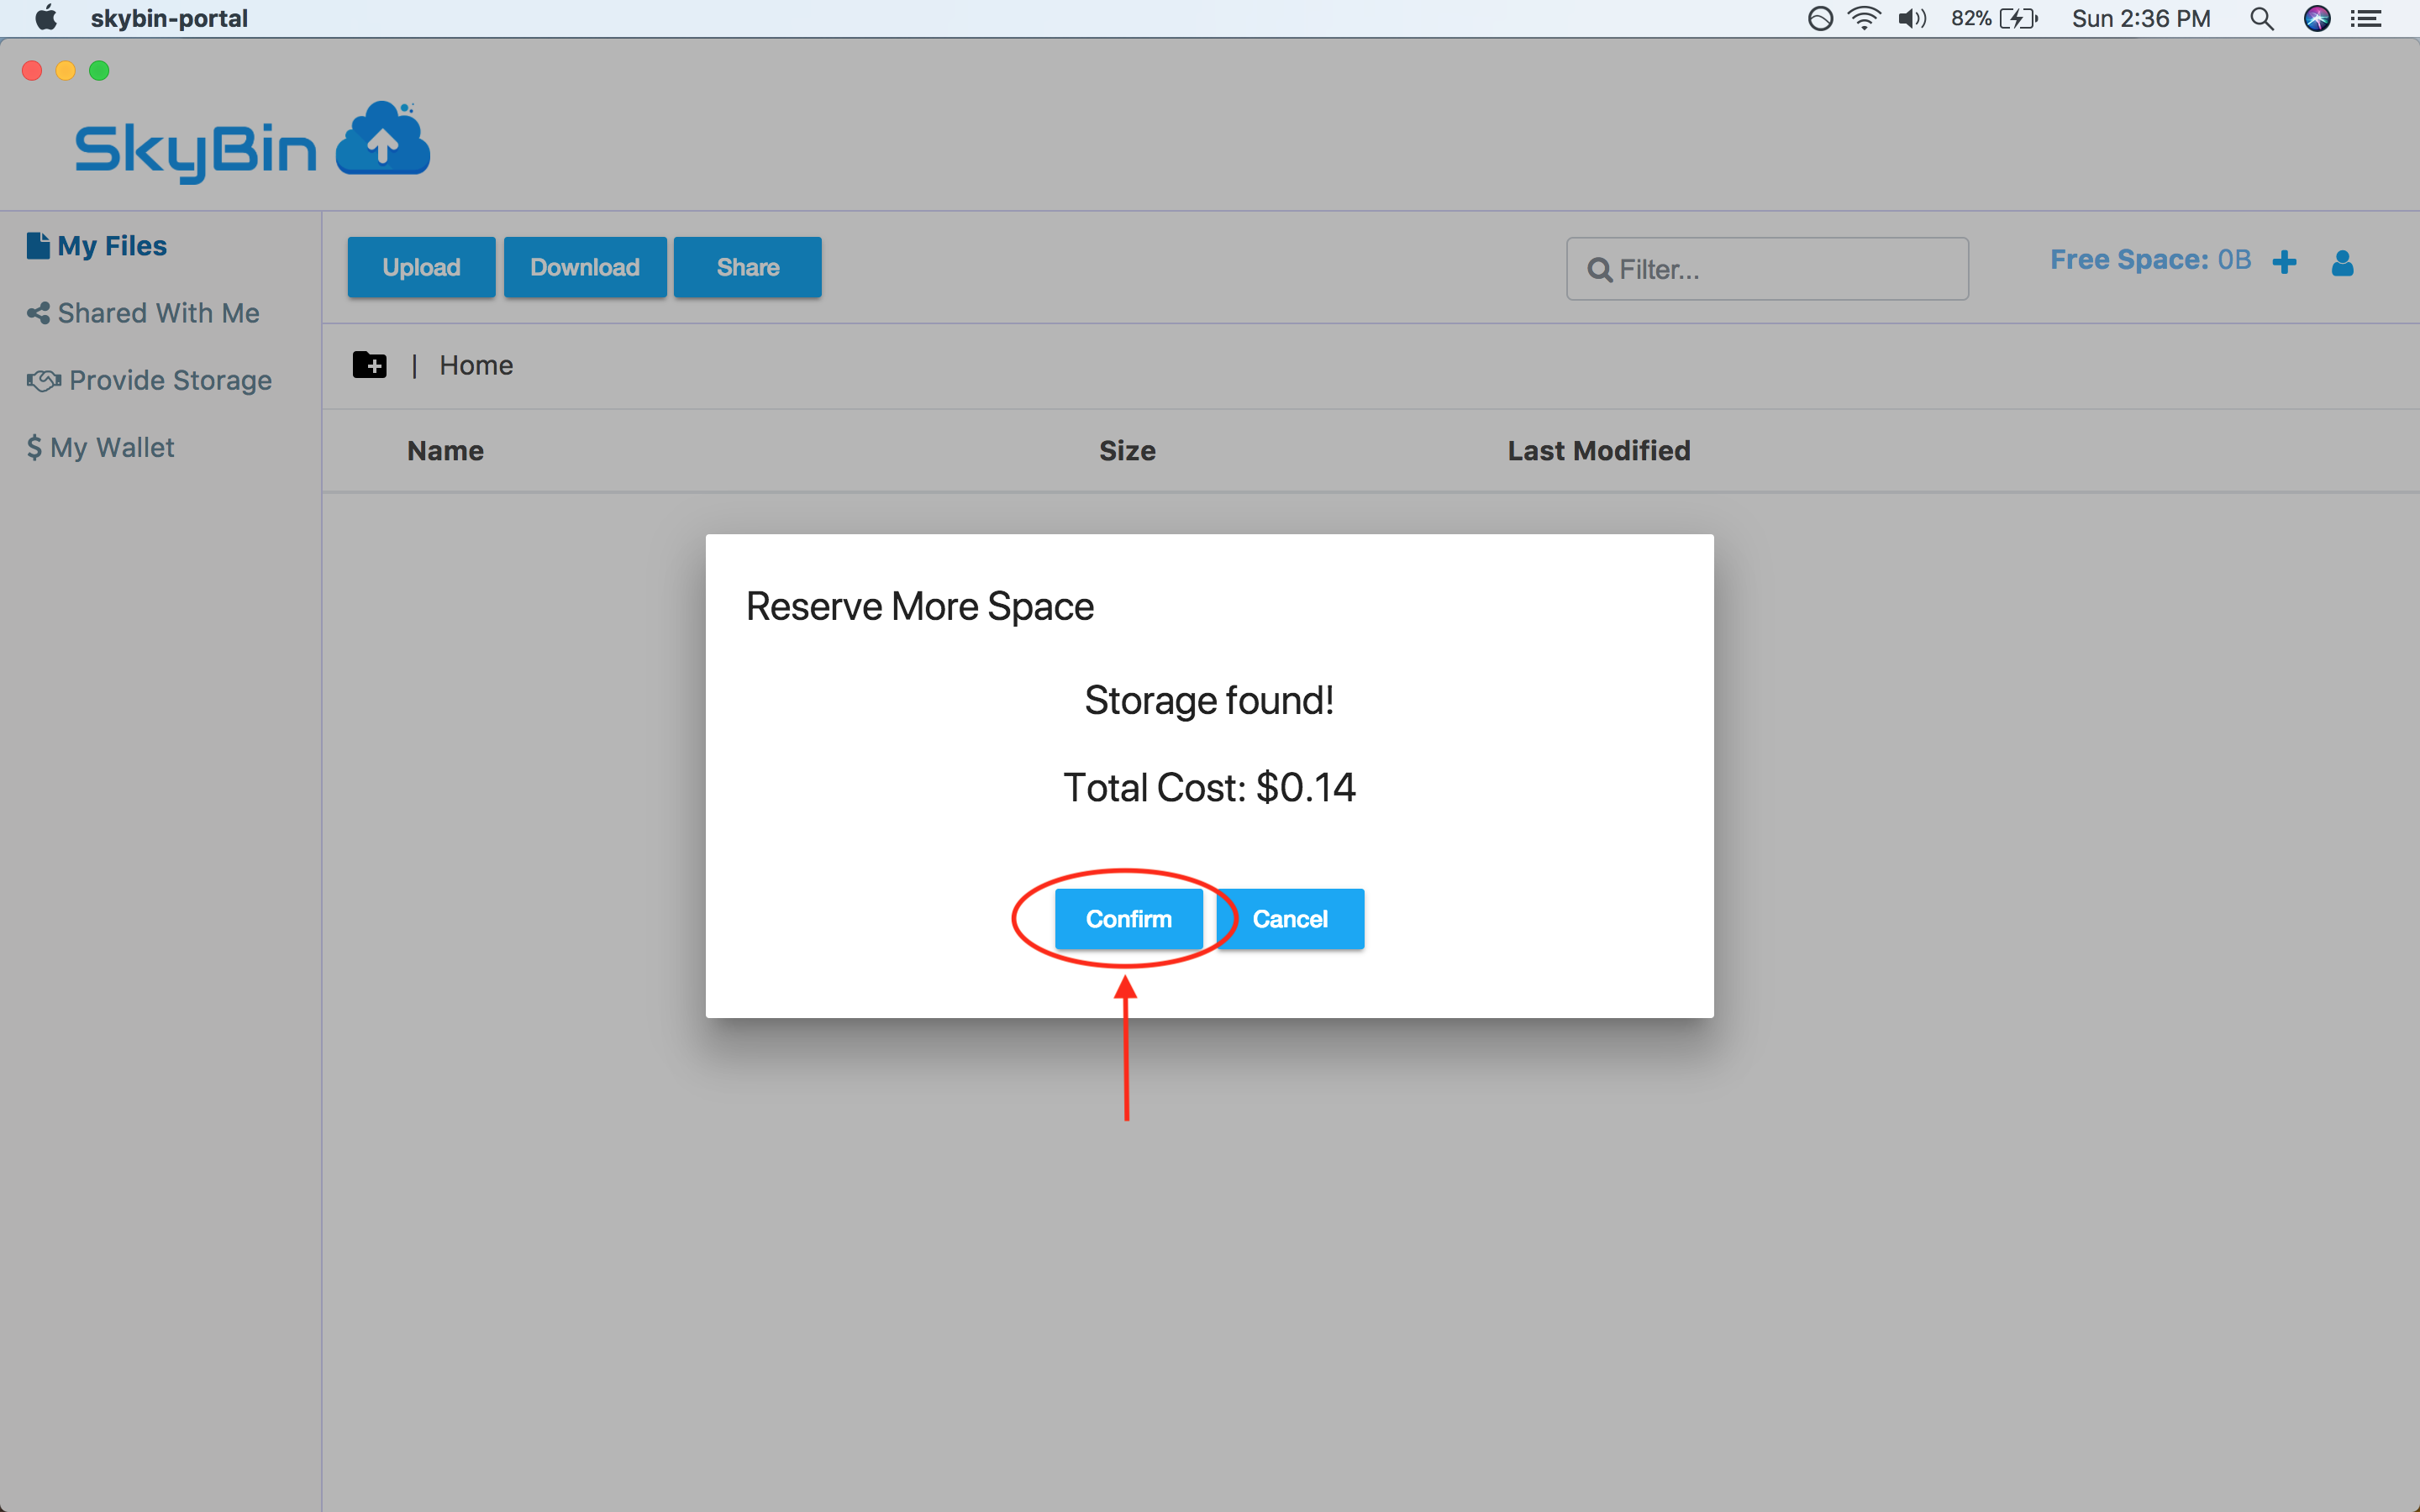 skybin-portal 82% Sun 2:36 PM
SkyBin
My Files
Shared With Me
Provide Storage
$ My Wallet
Upload Download Share Filter... Free Space: 0B
| Home
Name Size Last Modified
Reserve More Space
Storage found!
Total Cost: $0.14
Confirm Cancel